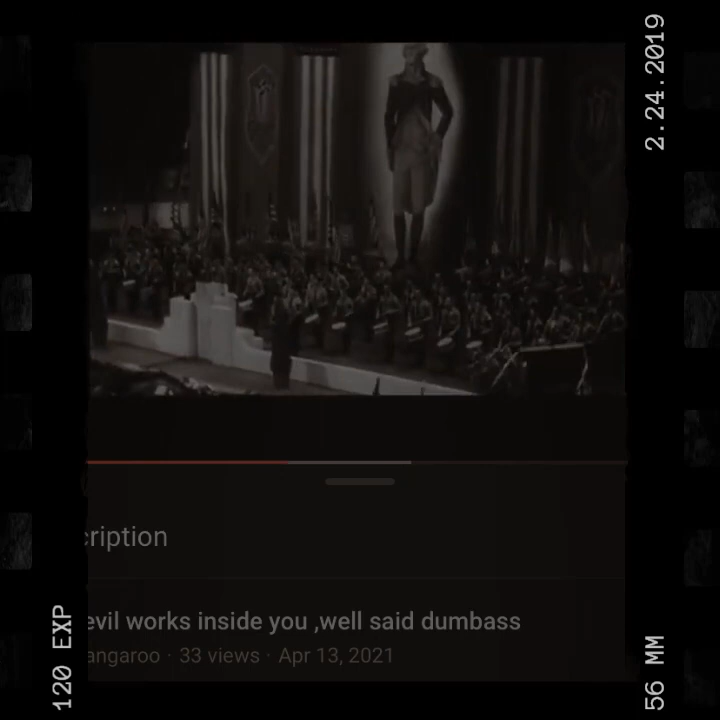 2.24.2019
cription
evil works inside you ,well said dumbass
angaroo · 33 views · Apr 13, 2021
120 EXP
56 MM